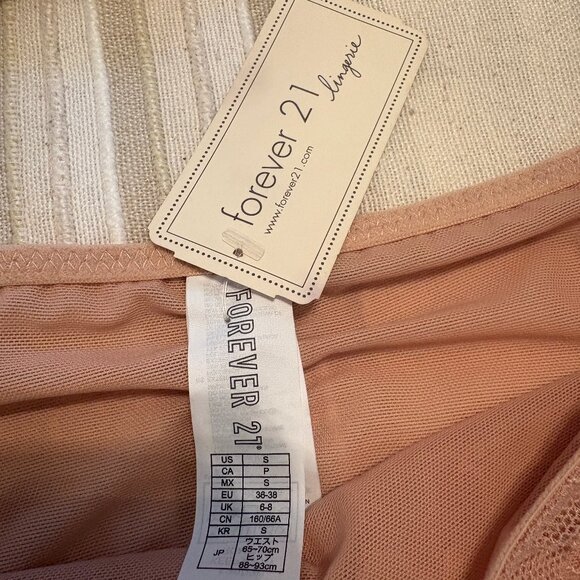 forever 21 lingerie
www.forever21.com
FOREVER 21
US S
CA P
MX S
EU 36-38
UK 6-8
CN 160/66A
KR S
JP ウエスト
65~70cm
ヒップ
88~93cm